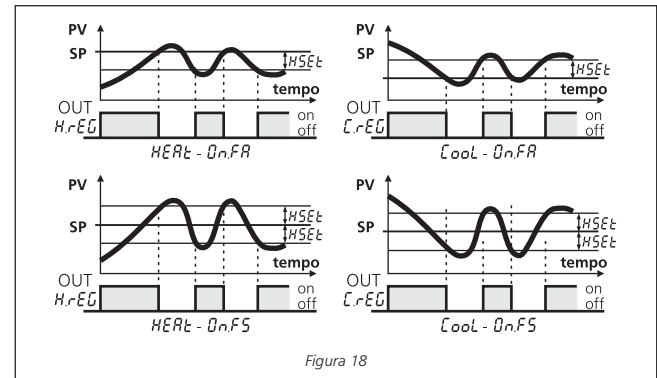 PV
SP
HSEt
tempo
OUT
H.rEG
on
off
HEAt - On.FA
PV
SP
HSEt
tempo
OUT
C.rEG
on
off
CooL - On.FA
PV
SP
HSEt
HSEt
tempo
OUT
H.rEG
on
off
HEAt - On.FS
PV
SP
HSEt
HSEt
tempo
OUT
C.rEG
on
off
CooL - On.FS
Figura 18